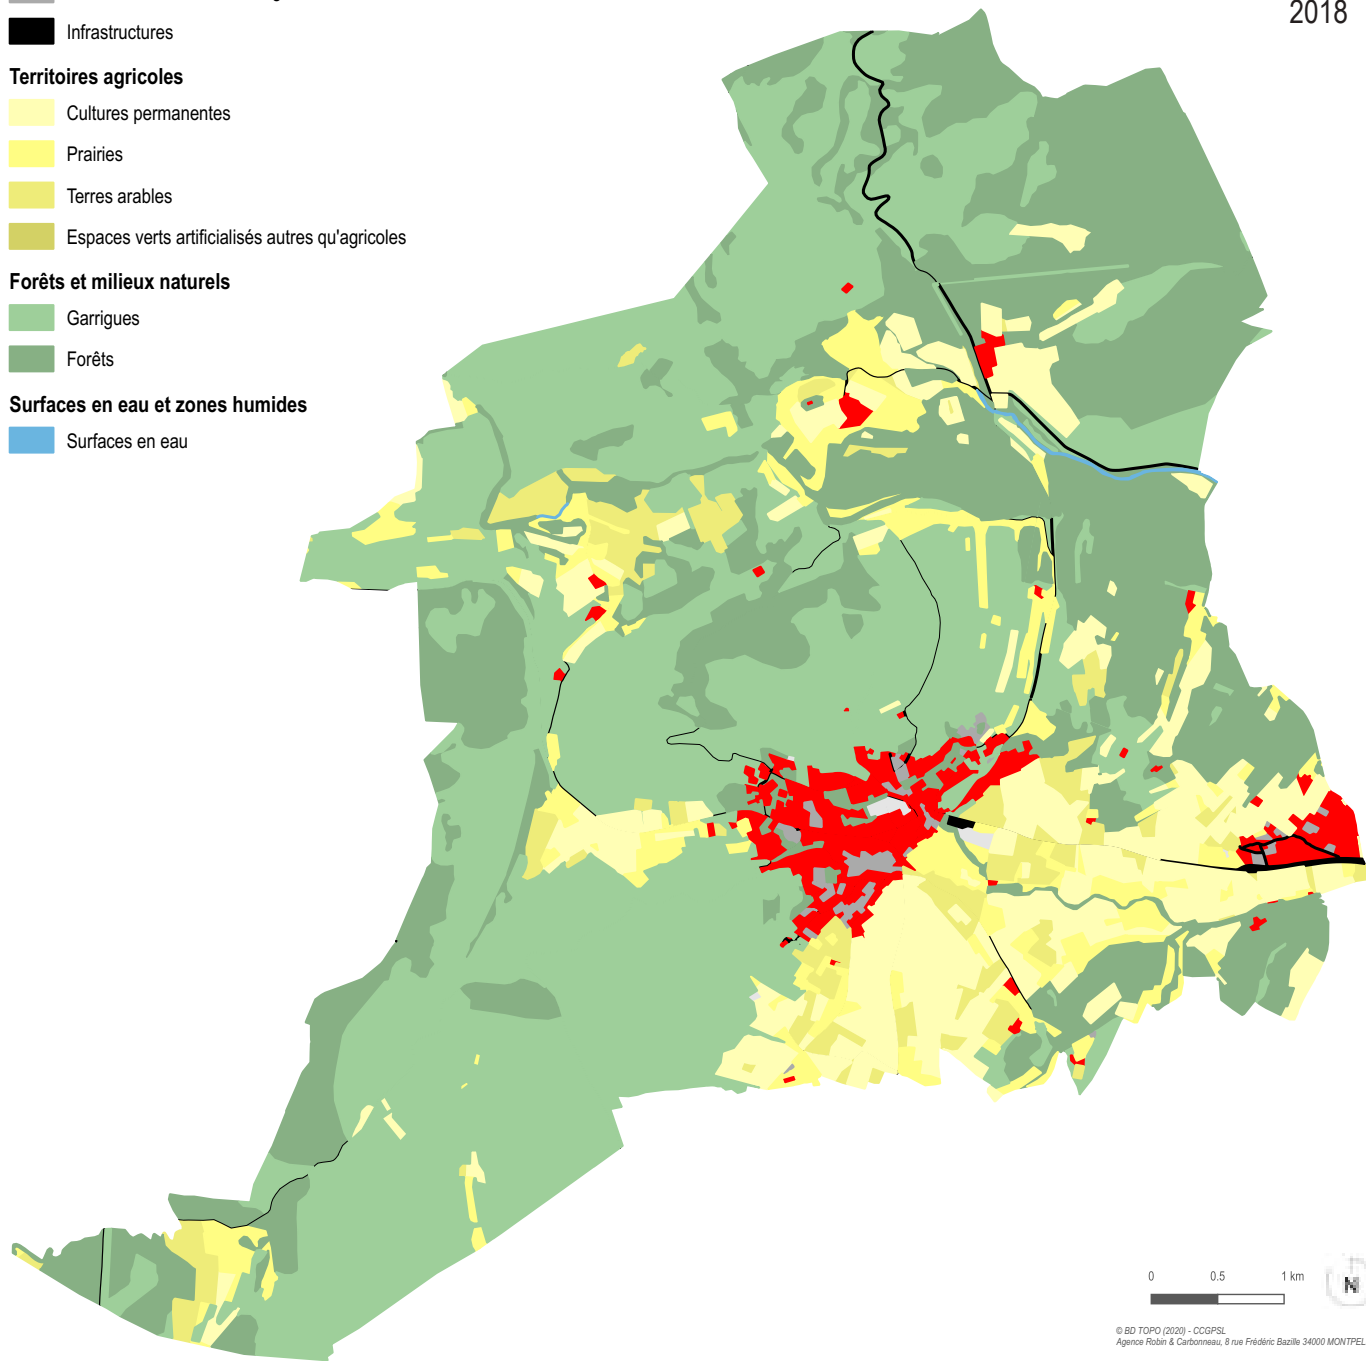 2018
Infrastructures
Territoires agricoles
Cultures permanentes
Prairies
Terres arables
Espaces verts artificialisés autres qu'agricoles
Forêts et milieux naturels
Garrigues
Forêts
Surfaces en eau et zones humides
Surfaces en eau
0 0.5 1 km
N
© BD TOPO (2020) - CCGPSL
Agence Robin & Carbonneau, 8 rue Frédéric Bazille 34000 MONTPEL